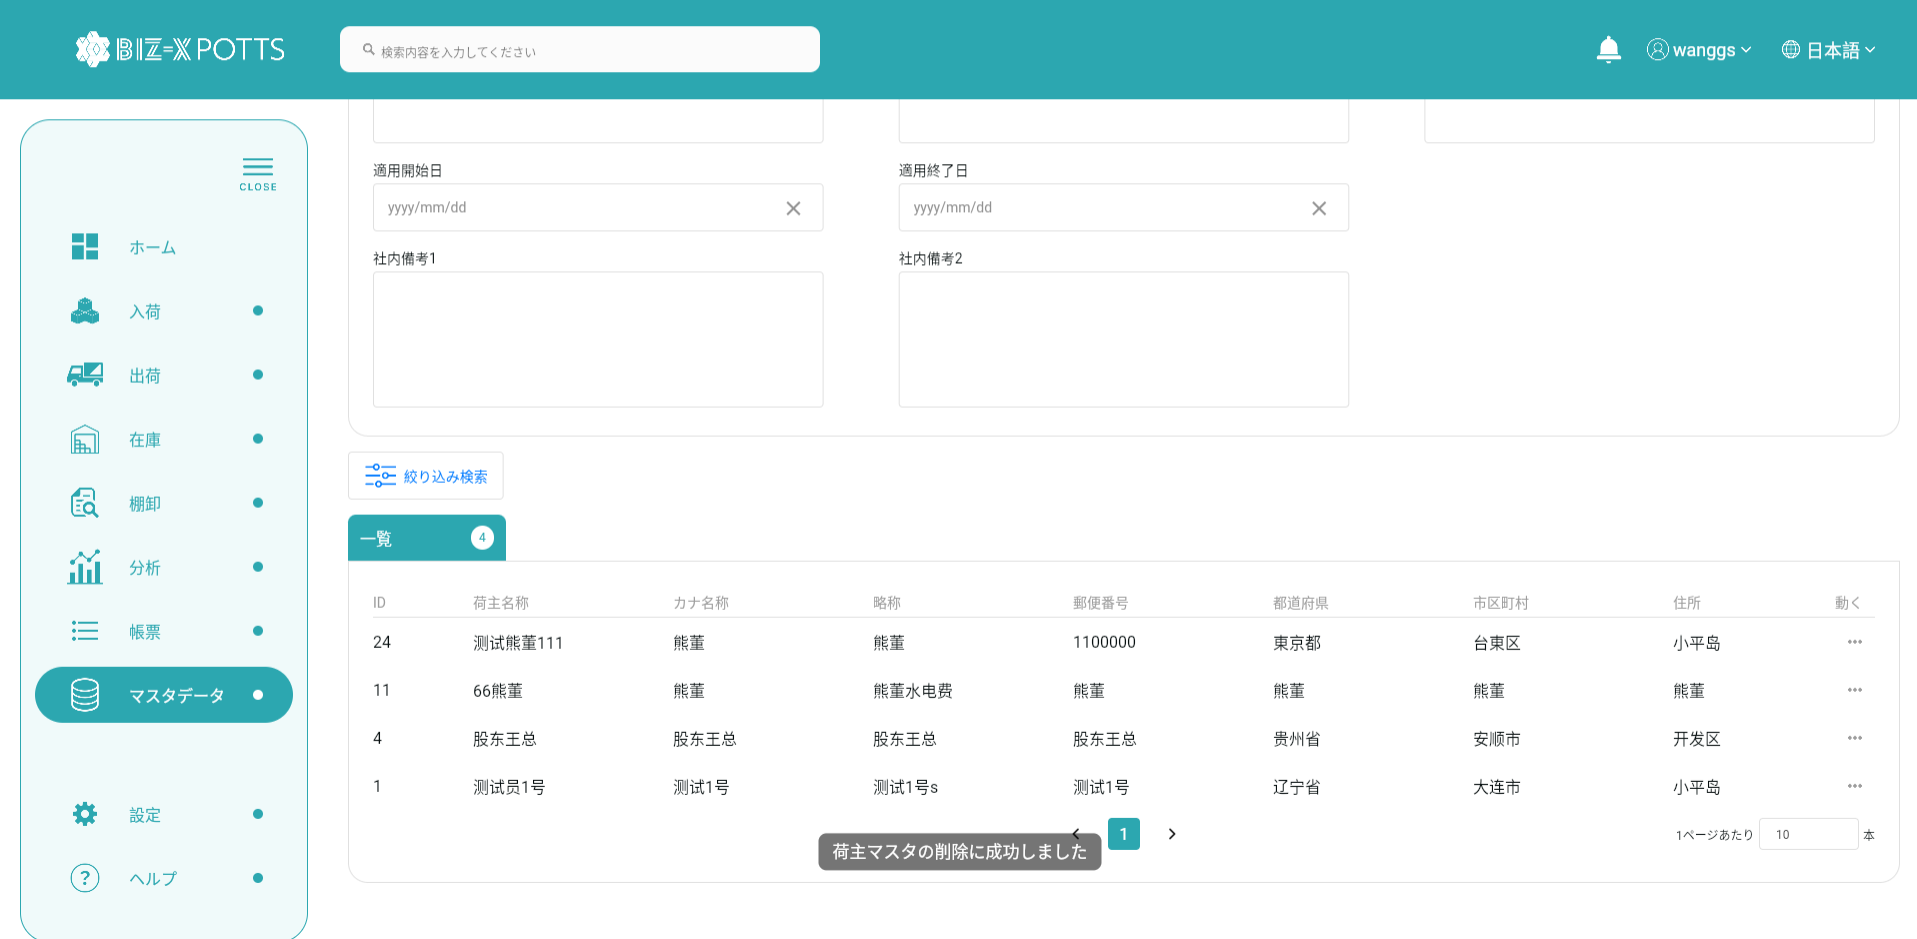 BIZ=X POTTS
検索内容を入力してください
wanggs
日本語
CLOSE
ホーム
入荷
出荷
在庫
棚卸
分析
帳票
マスタデータ
設定
ヘルプ
適用開始日
適用終了日
yyyy/mm/dd
yyyy/mm/dd
社内備考1
社内備考2
絞り込み検索
一覧 4
ID 荷主名称 カナ名称 略称 郵便番号 都道府県 市区町村 住所 動く
24 测试熊董111 熊董 熊董 1100000 東京都 台東区 小平岛 •••
11 66熊董 熊董 熊董水电费 熊董 熊董 熊董 熊董 •••
4 股东王总 股东王总 股东王总 股东王总 贵州省 安顺市 开发区 •••
1 测试员1号 测试1号 测试1号s 测试1号 辽宁省 大连市 小平岛 •••
1
1ページあたり 10 本
荷主マスタの削除に成功しました